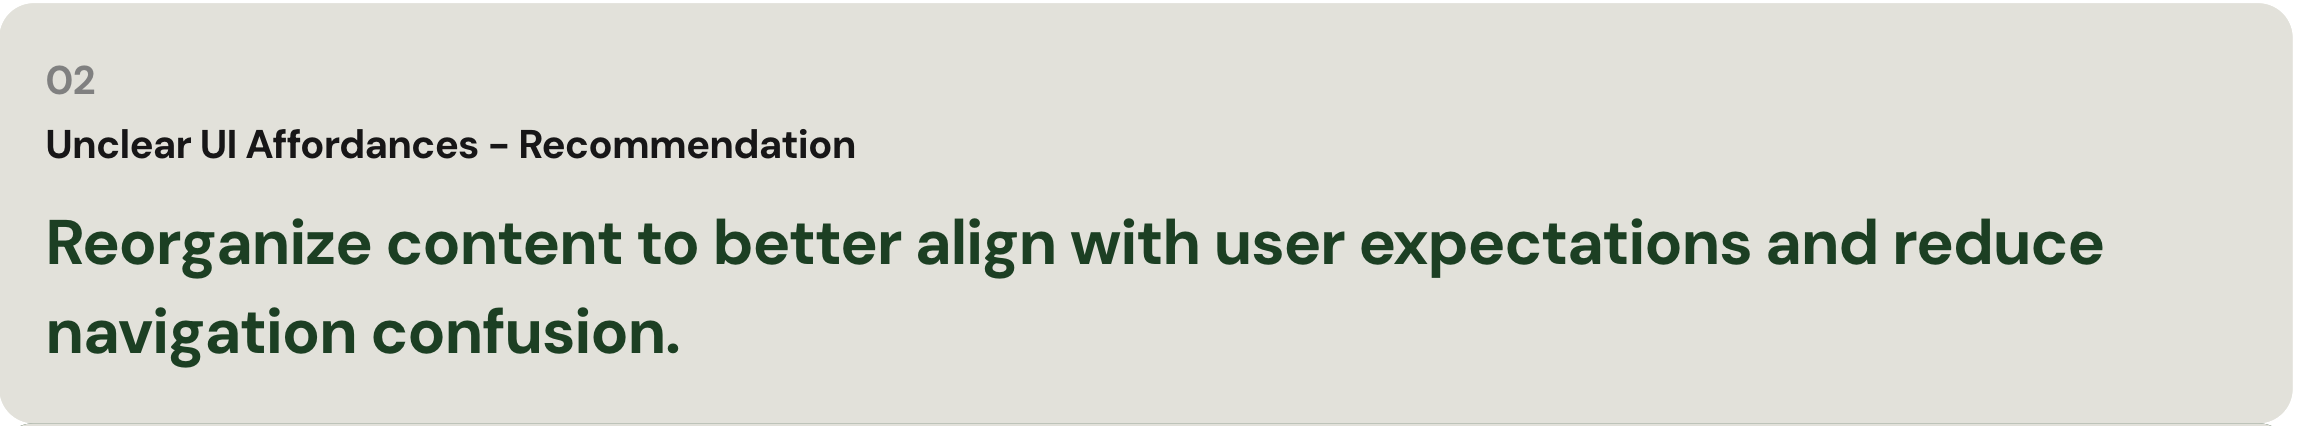 02
Unclear UI Affordances – Recommendation
Reorganize content to better align with user expectations and reduce
navigation confusion.